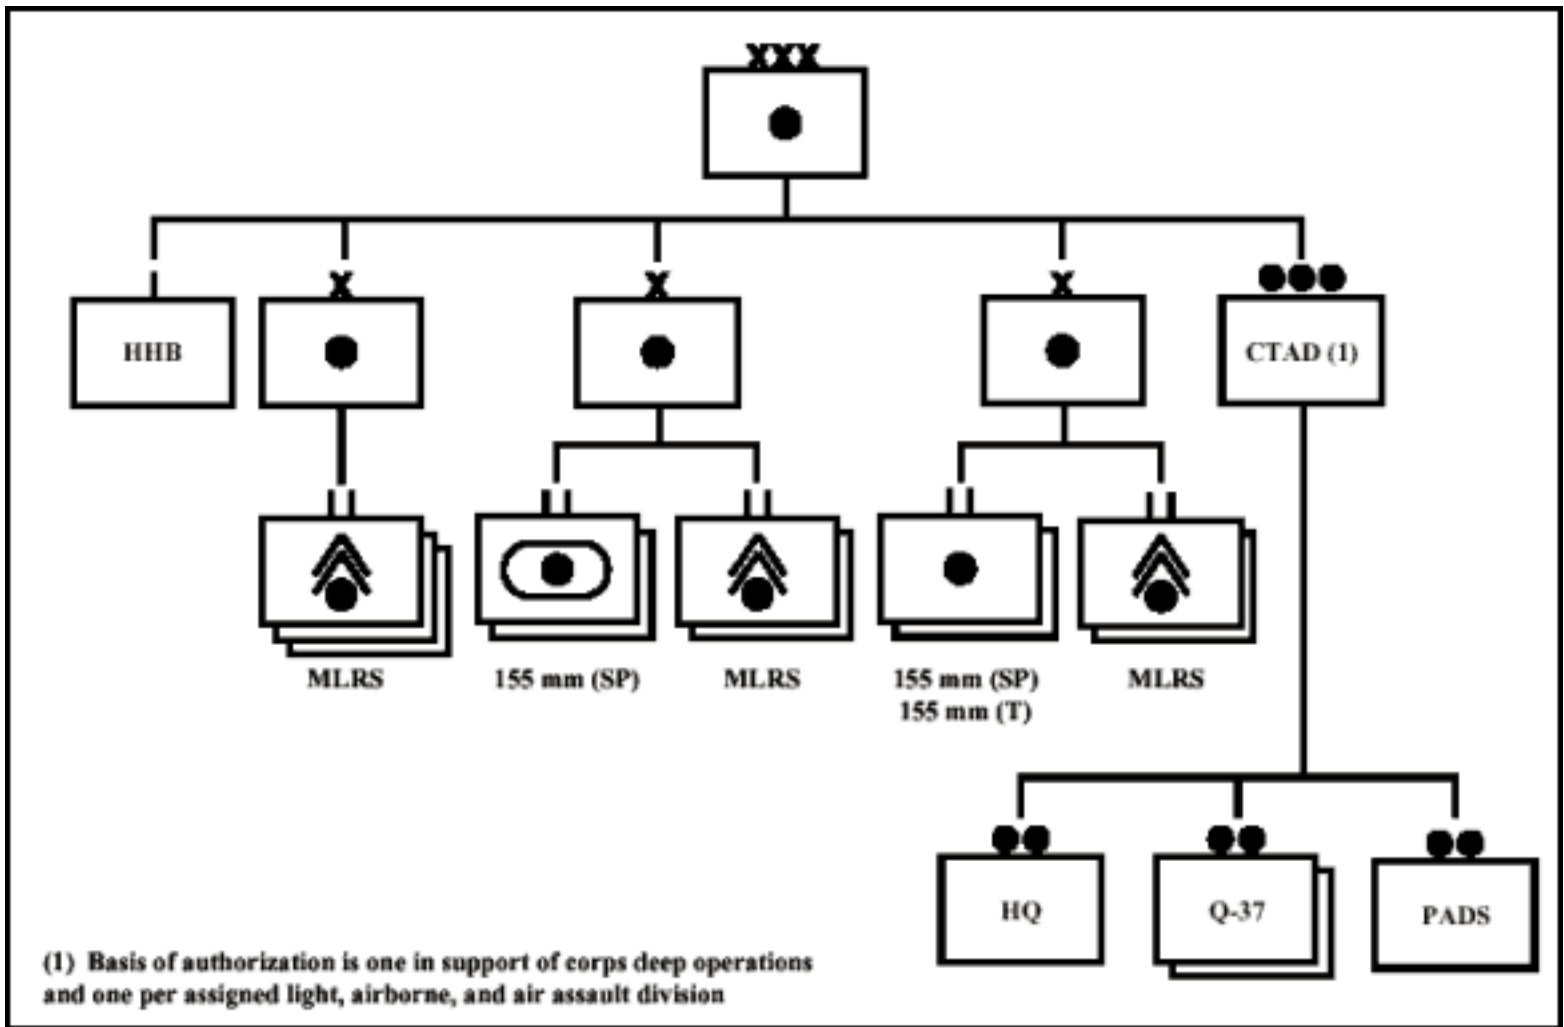 XXX
X
X
X
HHB
CTAD (1)
MLRS
155 mm (SP)
MLRS
155 mm (SP)
155 mm (T)
MLRS
HQ
Q-37
PADS
(1) Basis of authorization is one in support of corps deep operations
and one per assigned light, airborne, and air assault division